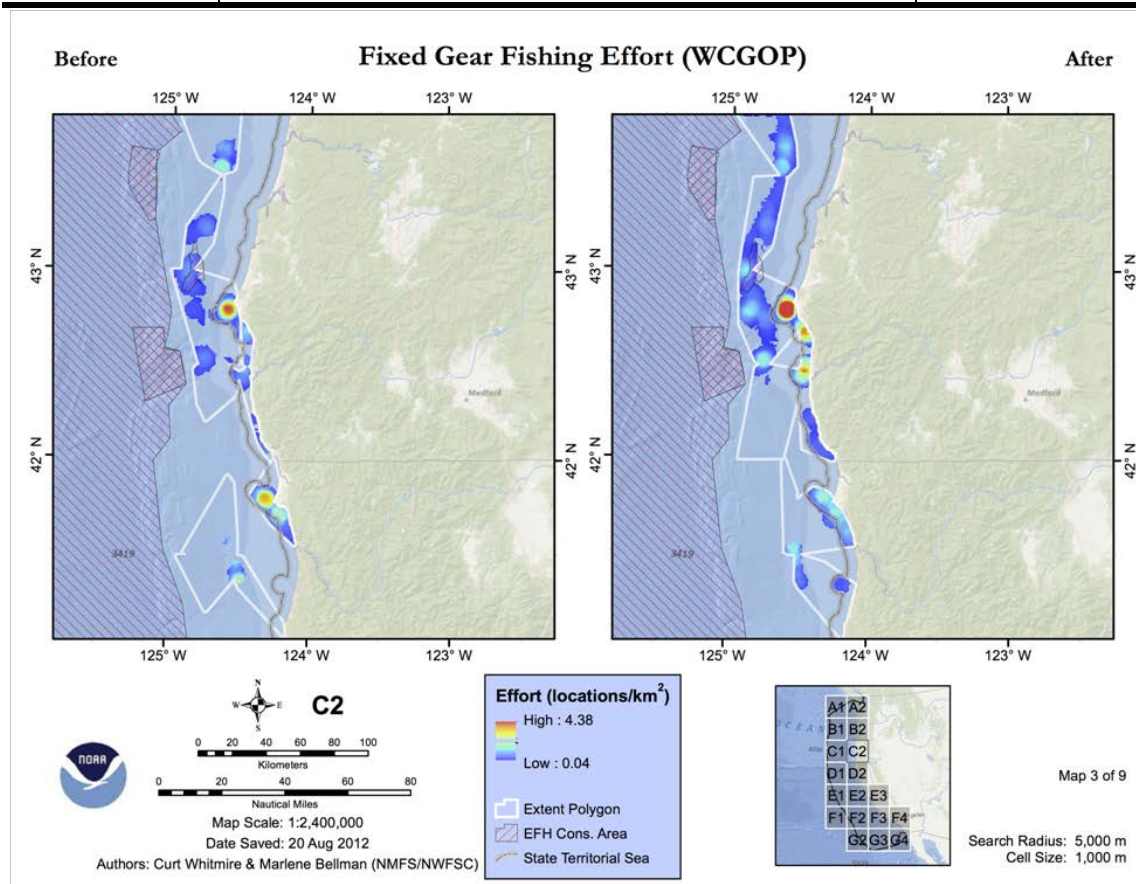 Before
Fixed Gear Fishing Effort (WCGOP)
After
125° W
124° W
123° W
125° W
124° W
123° W
43° N
42° N
43° N
42° N
43° N
42° N
Medford
3419
Medford
3419
125° W
124° W
123° W
125° W
124° W
123° W
N
W E
S
C2
0 20 40 60 80 100
Kilometers
0 20 40 60 80
Nautical Miles
NOAA
Map Scale: 1:2,400,000
Date Saved: 20 Aug 2012
Authors: Curt Whitmire & Marlene Bellman (NMFS/NWFSC)
Effort (locations/km²)
High : 4.38
Low : 0.04
Extent Polygon
EFH Cons. Area
State Territorial Sea
A1 A2
B1 B2
C1 C2
D1 D2
E1 E2 E3
F1 F2 F3 F4
G2 G3 G4
Map 3 of 9
Search Radius: 5,000 m
Cell Size: 1,000 m